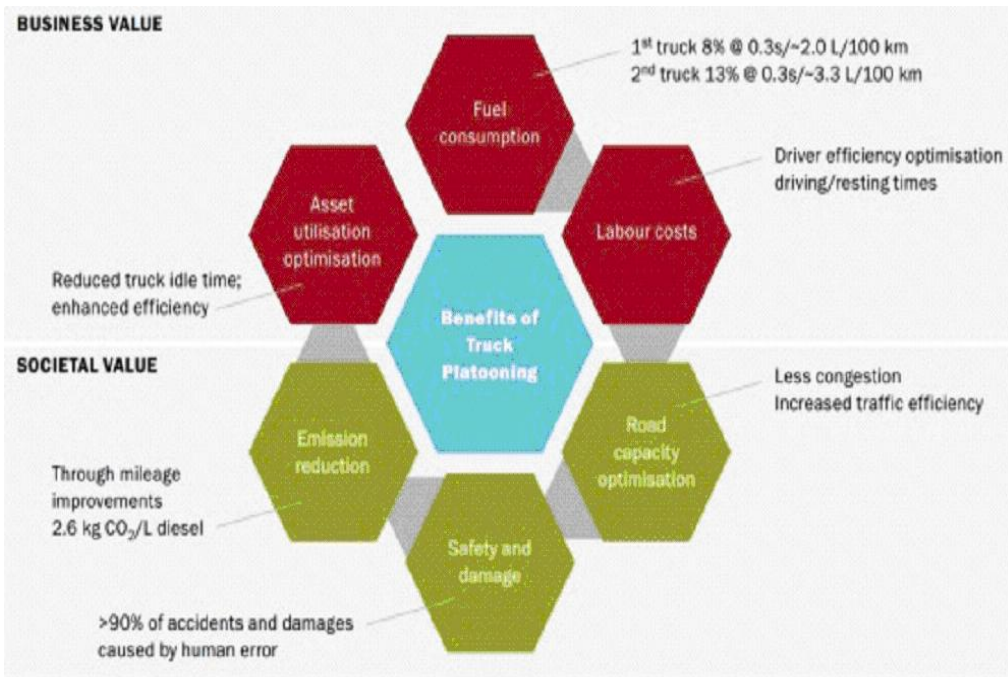 BUSINESS VALUE
1st truck 8% @ 0.3s/~2.0 L/100 km
2nd truck 13% @ 0.3s/~3.3 L/100 km
Fuel
consumption
Driver efficiency optimisation
driving/resting times
Labour costs
Asset
utilisation
optimisation
Reduced truck idle time;
enhanced efficiency
Benefits of
Truck
Platooning
SOCIETAL VALUE
Less congestion
Increased traffic efficiency
Road
capacity
optimisation
Emission
reduction
Through mileage
improvements
2.6 kg CO₂/L diesel
Safety and
damage
>90% of accidents and damages
caused by human error